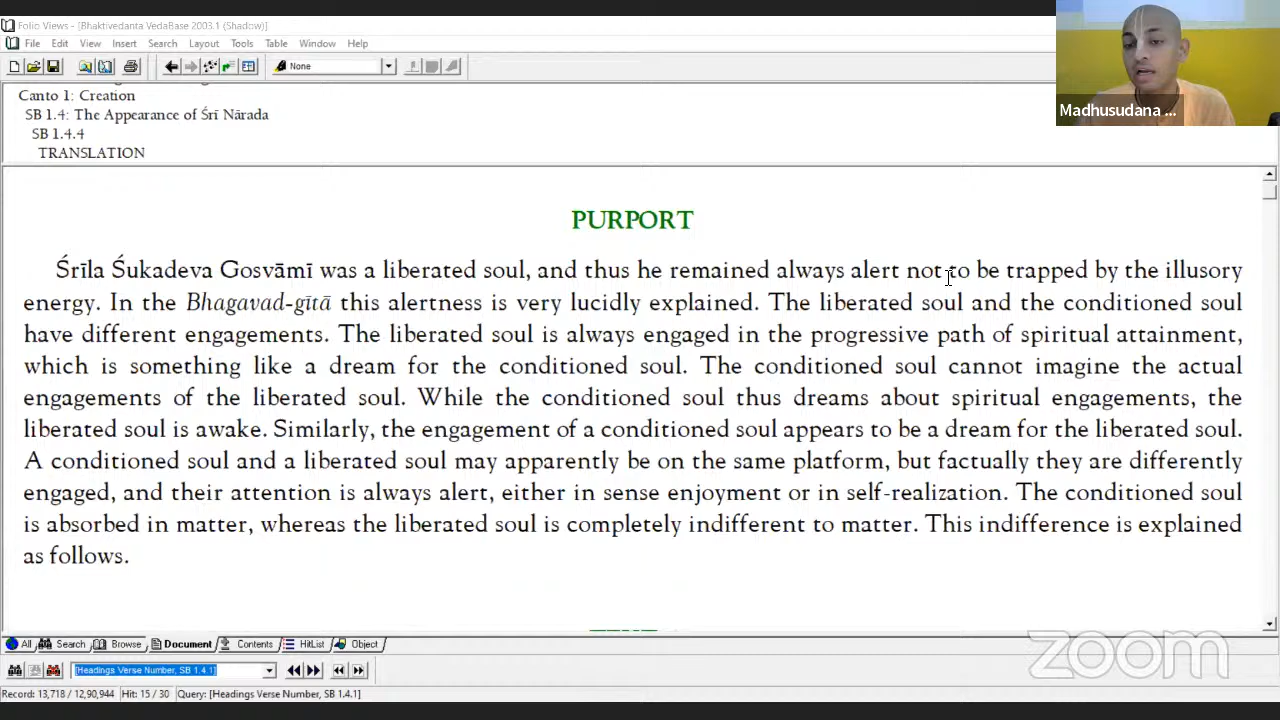 Folio Views - [Bhaktivedanta VedaBase 2003.1 (Shadow)]
File Edit View Insert Search Layout Tools Table Window Help
None
Canto 1: Creation
SB 1.4: The Appearance of Śrī Nārada
SB 1.4.4
TRANSLATION
Madhusudana ...
PURPORT
Śrīla Śukadeva Gosvāmī was a liberated soul, and thus he remained always alert not to be trapped by the illusory
energy. In the Bhagavad-gītā this alertness is very lucidly explained. The liberated soul and the conditioned soul
have different engagements. The liberated soul is always engaged in the progressive path of spiritual attainment,
which is something like a dream for the conditioned soul. The conditioned soul cannot imagine the actual
engagements of the liberated soul. While the conditioned soul thus dreams about spiritual engagements, the
liberated soul is awake. Similarly, the engagement of a conditioned soul appears to be a dream for the liberated soul.
A conditioned soul and a liberated soul may apparently be on the same platform, but factually they are differently
engaged, and their attention is always alert, either in sense enjoyment or in self-realization. The conditioned soul
is absorbed in matter, whereas the liberated soul is completely indifferent to matter. This indifference is explained
as follows.
All Search Browse Document Contents HitList Object
[Headings Verse Number, SB 1.4.1]
Record: 13,718 / 12,90,944 Hit: 15 / 30 Query: [Headings Verse Number, SB 1.4.1]
zoom